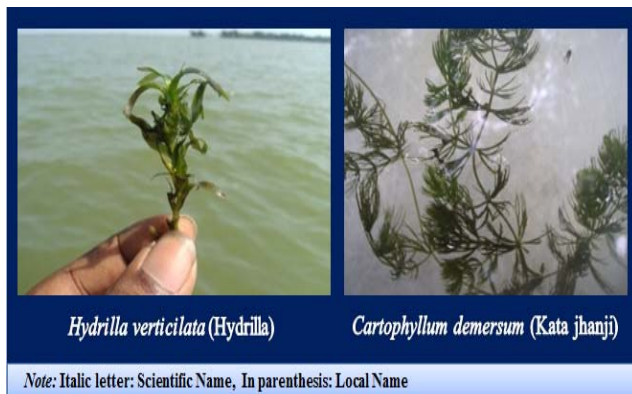 Hydrilla verticilata (Hydrilla)
Cartophyllum demersum (Kata jhanji)
Note: Italic letter: Scientific Name, In parenthesis: Local Name